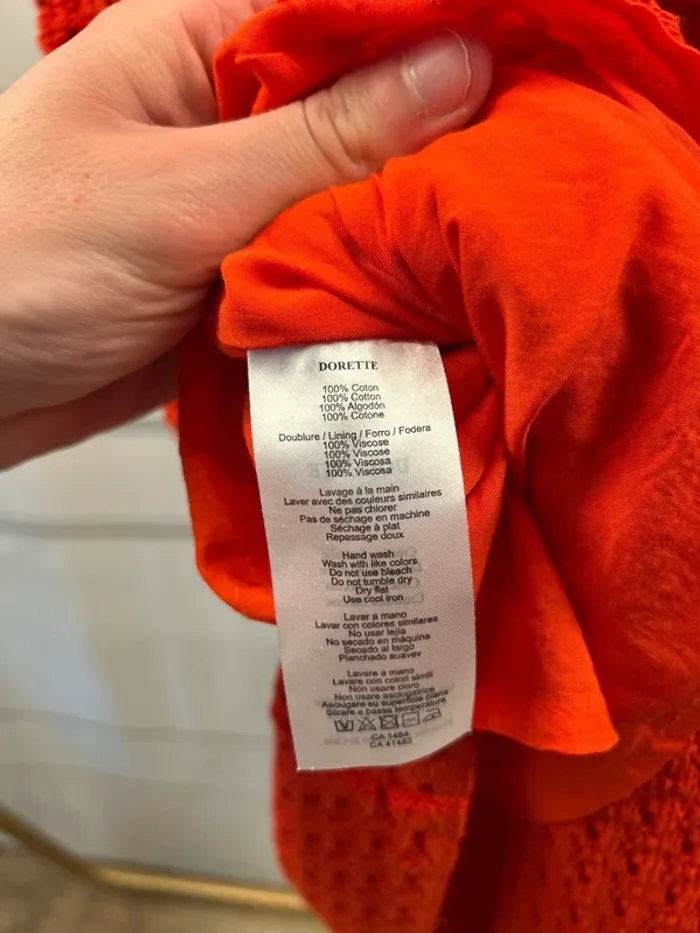 DORETTE
100% Coton
100% Cotton
100% Algodón
100% Cotone
Doublure / Lining / Forro / Fodera
100% Viscose
100% Viscose
100% Viscosa
100% Viscosa
Lavage à la main
Laver avec des couleurs similaires
Ne pas chlorer
Pas de séchage en machine
Séchage à plat
Repassage doux
Hand wash
Wash with like colors
Do not use bleach
Do not tumble dry
Dry flat
Use cool iron
Lavar a mano
Lavar con colores similares
No usar lejía
No secado en máquina
Secado al largo
Planchado suavev
Lavare a mano
Lavare con colori simili
Non usare cloro
Non usare asciugatrice
Asciugare su superficie piana
Stirare a bassa temperature
CA 1484
CA 41482